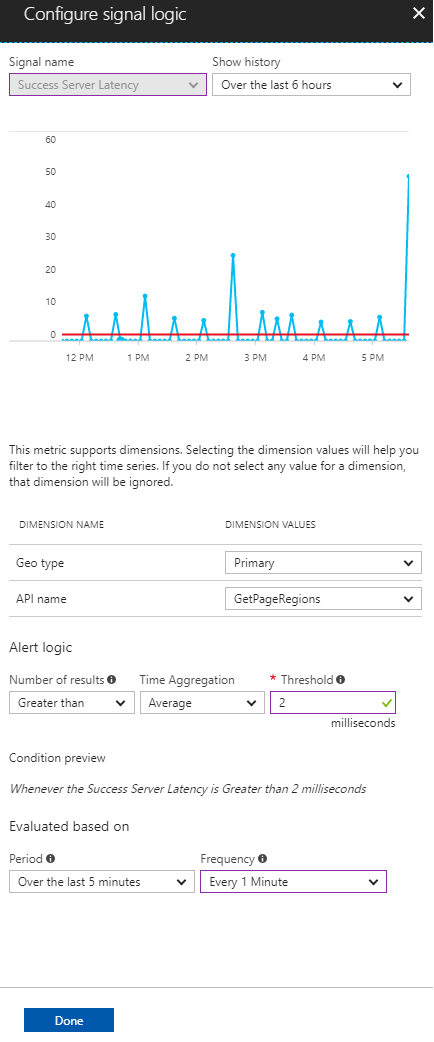 Configure signal logic
Signal name Show history
Success Server Latency Over the last 6 hours
60
50
40
30
20
10
0
12 PM 1 PM 2 PM 3 PM 4 PM 5 PM
This metric supports dimensions. Selecting the dimension values will help you
filter to the right time series. If you do not select any value for a dimension,
that dimension will be ignored.
DIMENSION NAME DIMENSION VALUES
Geo type Primary
API name GetPageRegions
Alert logic
Number of results Time Aggregation * Threshold
Greater than Average 2
milliseconds
Condition preview
Whenever the Success Server Latency is Greater than 2 milliseconds
Evaluated based on
Period Frequency
Over the last 5 minutes Every 1 Minute
Done